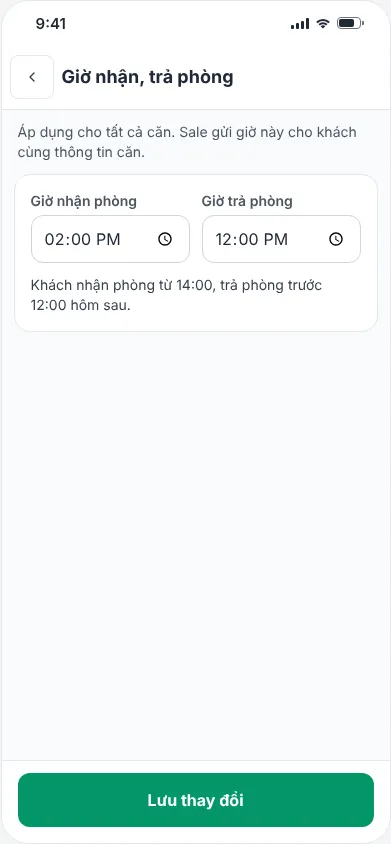 9:41
Giờ nhận, trả phòng
Áp dụng cho tất cả căn. Sale gửi giờ này cho khách
cùng thông tin căn.
Giờ nhận phòng
Giờ trả phòng
02:00 PM
12:00 PM
Khách nhận phòng từ 14:00, trả phòng trước
12:00 hôm sau.
Lưu thay đổi